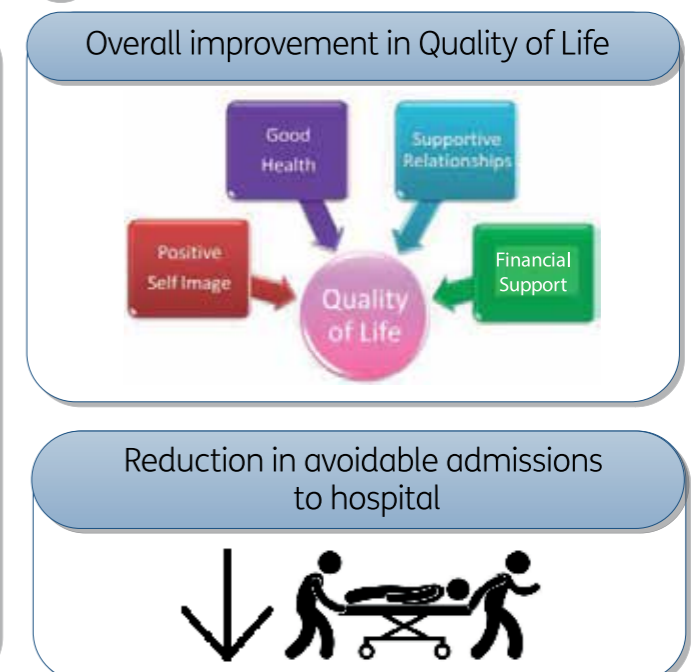 Overall improvement in Quality of Life
Good
Health
Supportive
Relationships
Positive
Self Image
Financial
Support
Quality
of Life
Reduction in avoidable admissions
to hospital